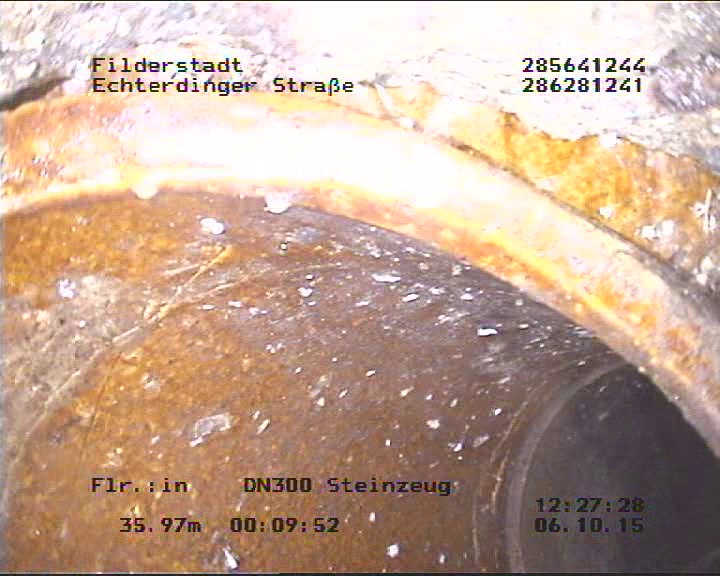 Filderstadt 285641244
Echterdinger Straße 286281241
Flr.:in DN300 Steinzeug
12:27:28
35.97m 00:09:52 06.10.15